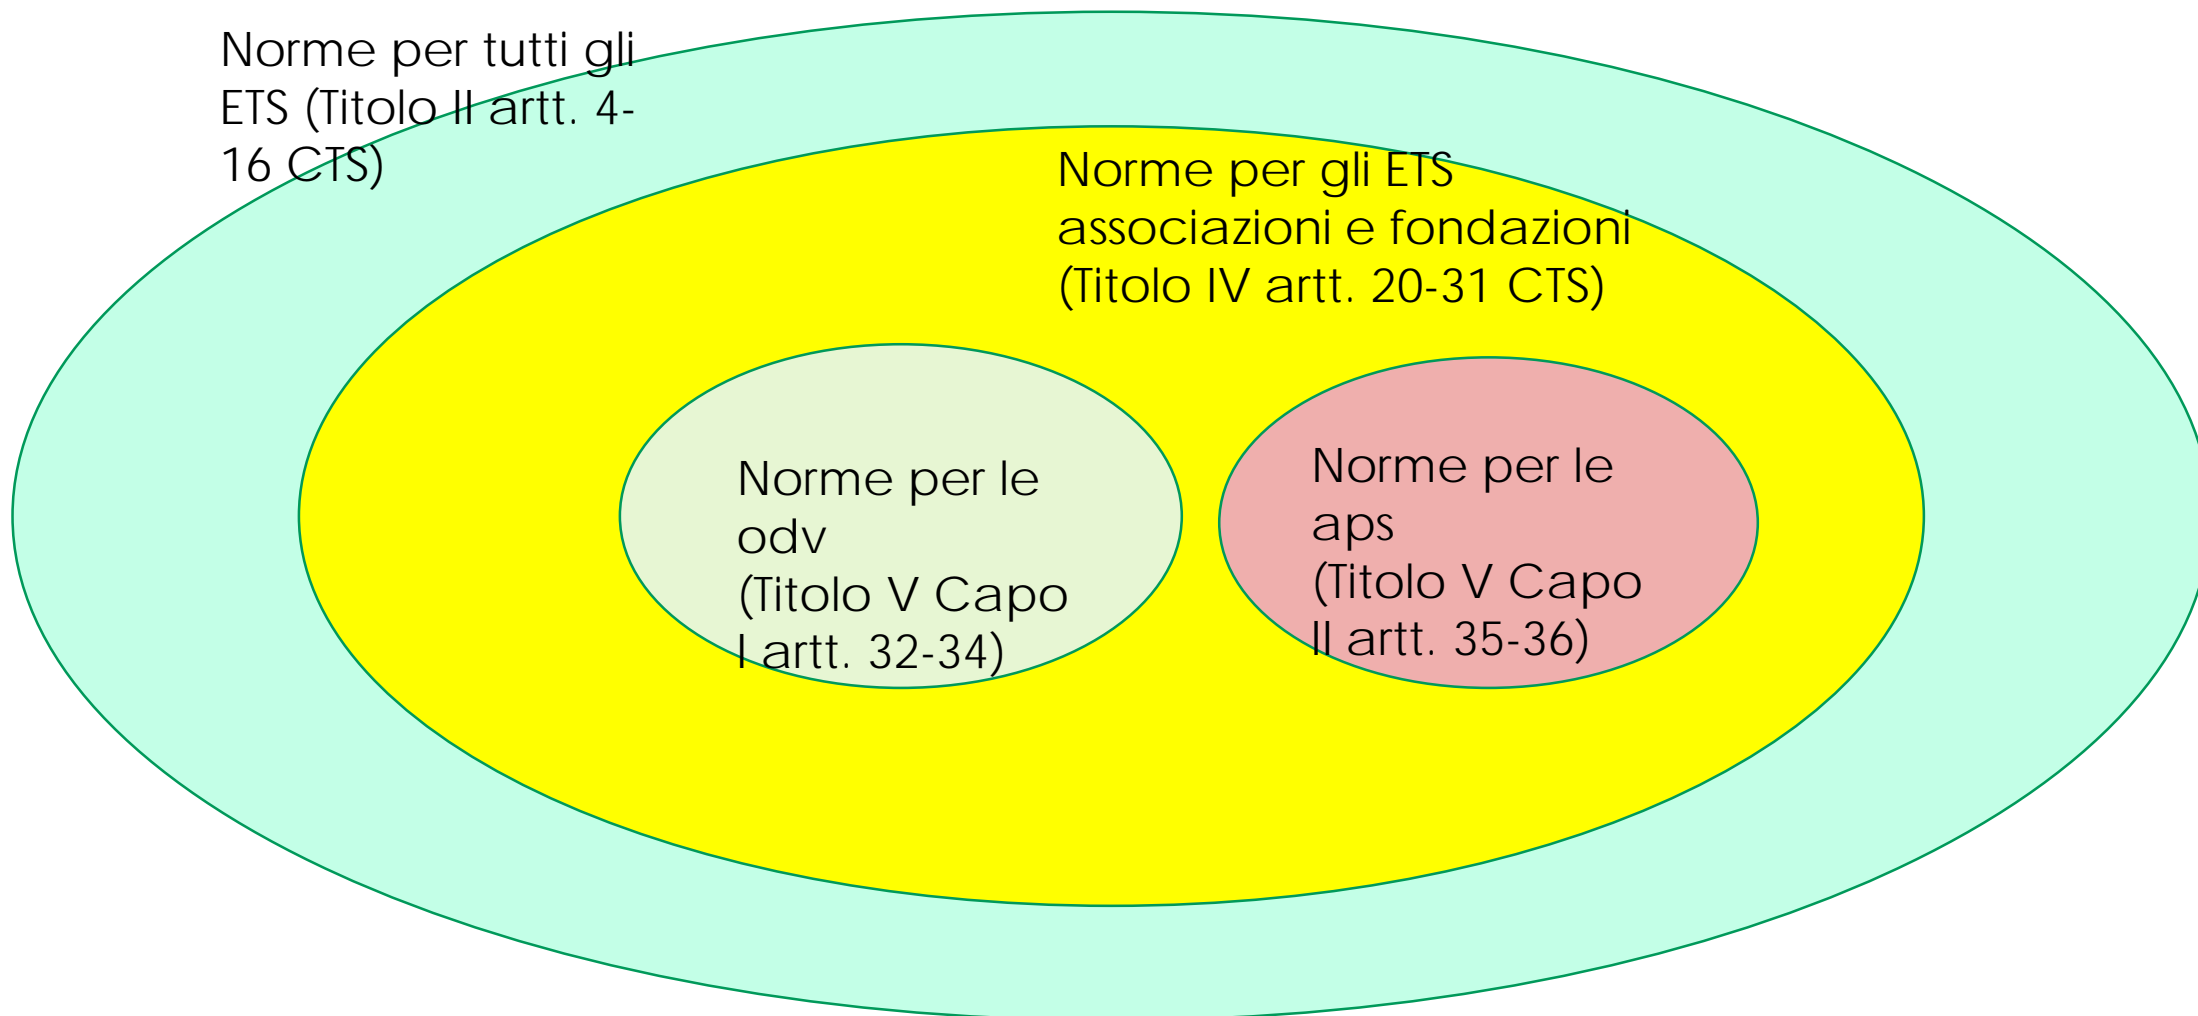 Norme per tutti gli
ETS (Titolo II artt. 4-
16 CTS)
Norme per gli ETS
associazioni e fondazioni
(Titolo IV artt. 20-31 CTS)
Norme per le
odv
(Titolo V Capo
I artt. 32-34)
Norme per le
aps
(Titolo V Capo
II artt. 35-36)